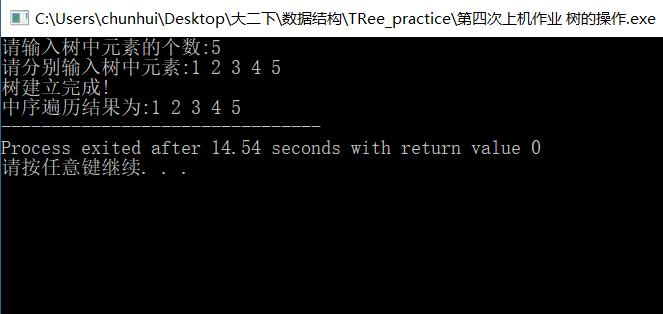 C:\Users\chunhui\Desktop\大二下\数据结构\TRee_practice\第四次上机作业 树的操作.exe
请输入树中元素的个数:5
请分别输入树中元素:1 2 3 4 5
树建立完成!
中序遍历结果为:1 2 3 4 5
--------------------------------
Process exited after 14.54 seconds with return value 0
请按任意键继续. . .